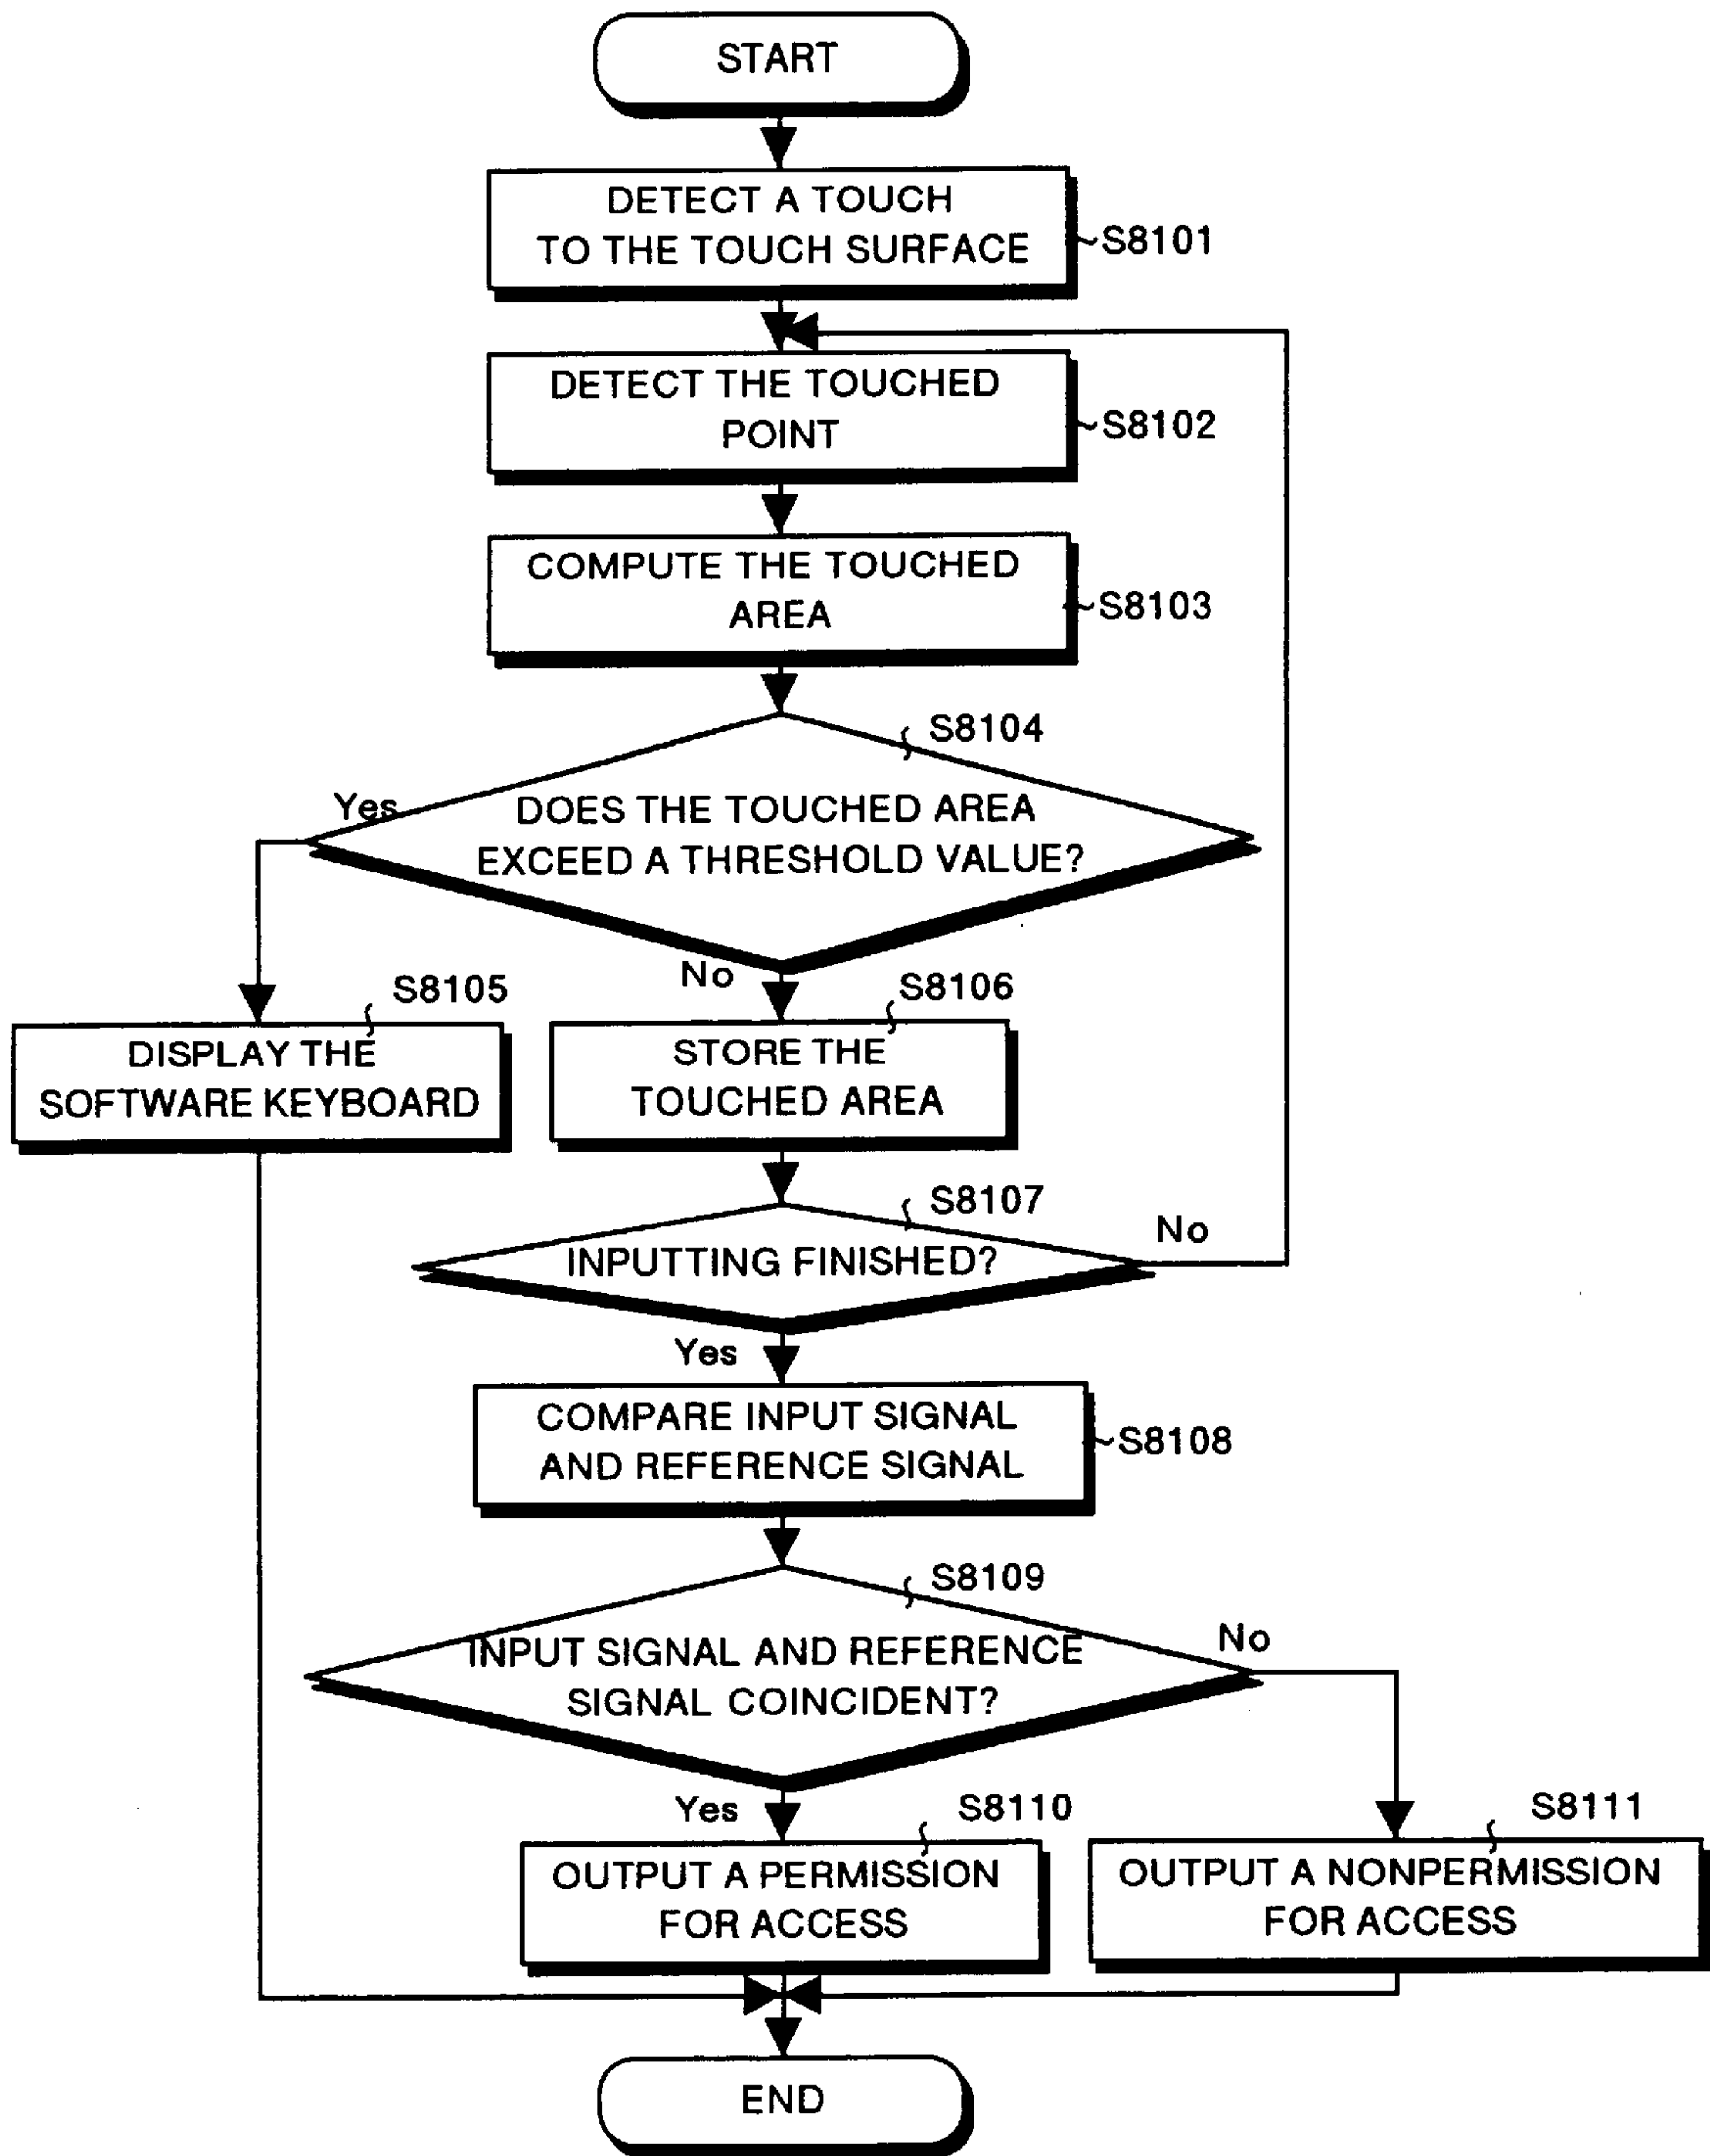 START
DETECT A TOUCH
TO THE TOUCH SURFACE
S8101
DETECT THE TOUCHED
POINT
S8102
COMPUTE THE TOUCHED
AREA
S8103
S8104
Yes
DOES THE TOUCHED AREA
EXCEED A THRESHOLD VALUE?
No
S8105
DISPLAY THE
SOFTWARE KEYBOARD
S8106
STORE THE
TOUCHED AREA
S8107
No
INPUTTING FINISHED?
Yes
COMPARE INPUT SIGNAL
AND REFERENCE SIGNAL
S8108
S8109
No
INPUT SIGNAL AND REFERENCE
SIGNAL COINCIDENT?
Yes
S8110
OUTPUT A PERMISSION
FOR ACCESS
S8111
OUTPUT A NONPERMISSION
FOR ACCESS
END